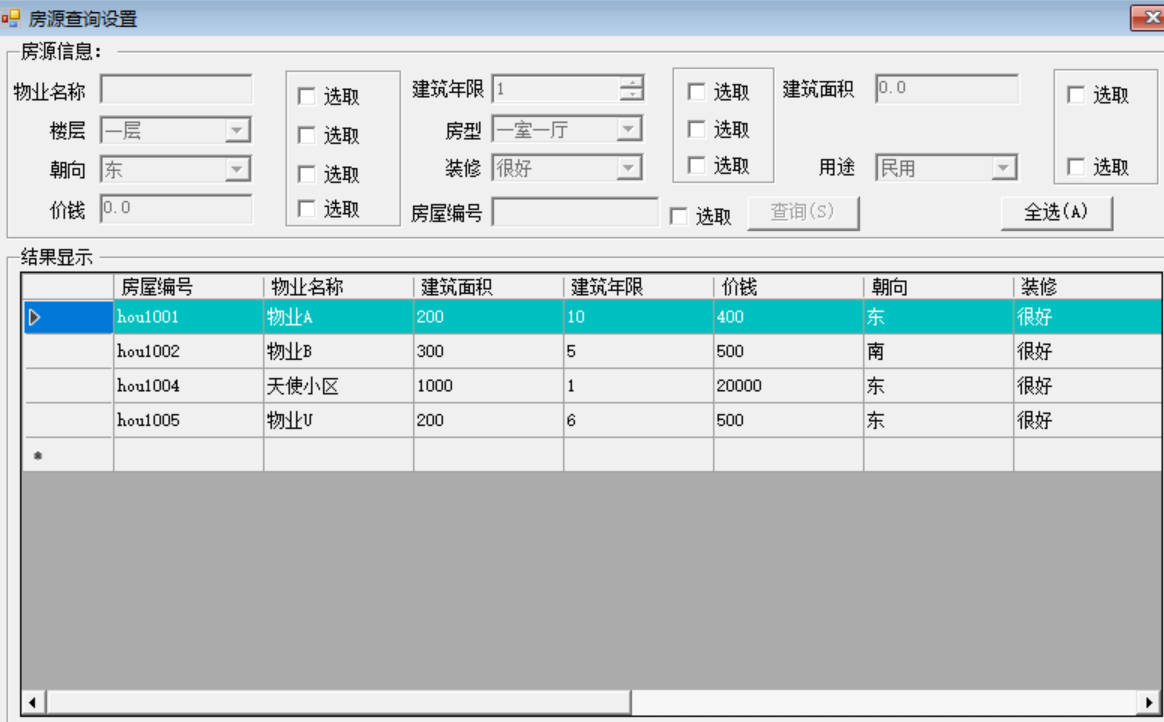 房源查询设置
房源信息:
物业名称 选取 建筑年限 1 选取 建筑面积 0.0 选取
楼层 一层 选取 房型 一室一厅 选取
朝向 东 选取 装修 很好 选取 用途 民用 选取
价钱 0.0 选取 房屋编号 选取 查询(S) 全选(A)
结果显示
房屋编号 物业名称 建筑面积 建筑年限 价钱 朝向 装修
hou1001 物业A 200 10 400 东 很好
hou1002 物业B 300 5 500 南 很好
hou1004 天使小区 1000 1 20000 东 很好
hou1005 物业U 200 6 500 东 很好